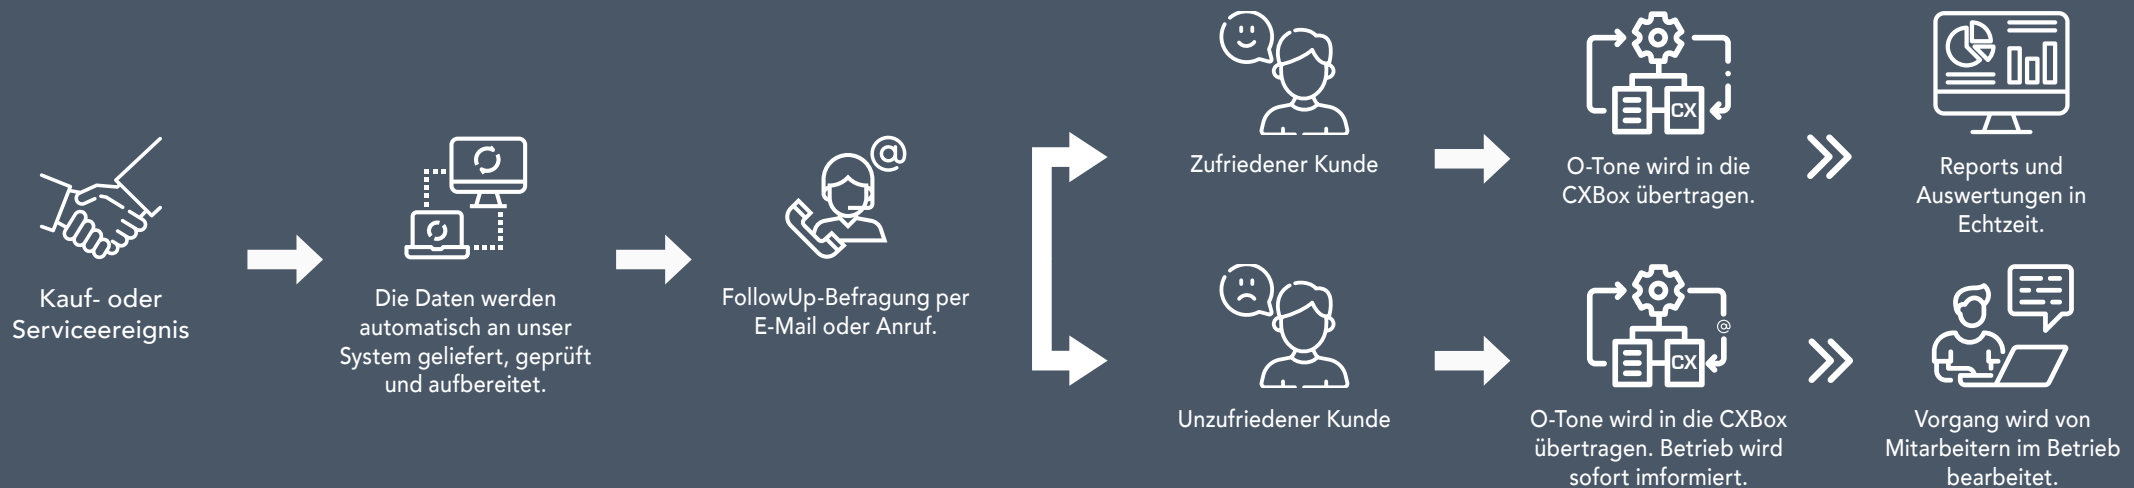 Kauf- oder
Serviceereignis
Die Daten werden
automatisch an unser
System geliefert, geprüft
und aufbereitet.
@
FollowUp-Befragung per
E-Mail oder Anruf.
Zufriedener Kunde
CX
O-Tone wird in die
CXBox übertragen.
Reports und
Auswertungen in
Echtzeit.
Unzufriedener Kunde
@
CX
O-Tone wird in die CXBox
übertragen. Betrieb wird
sofort imformiert.
Vorgang wird von
Mitarbeitern im Betrieb
bearbeitet.